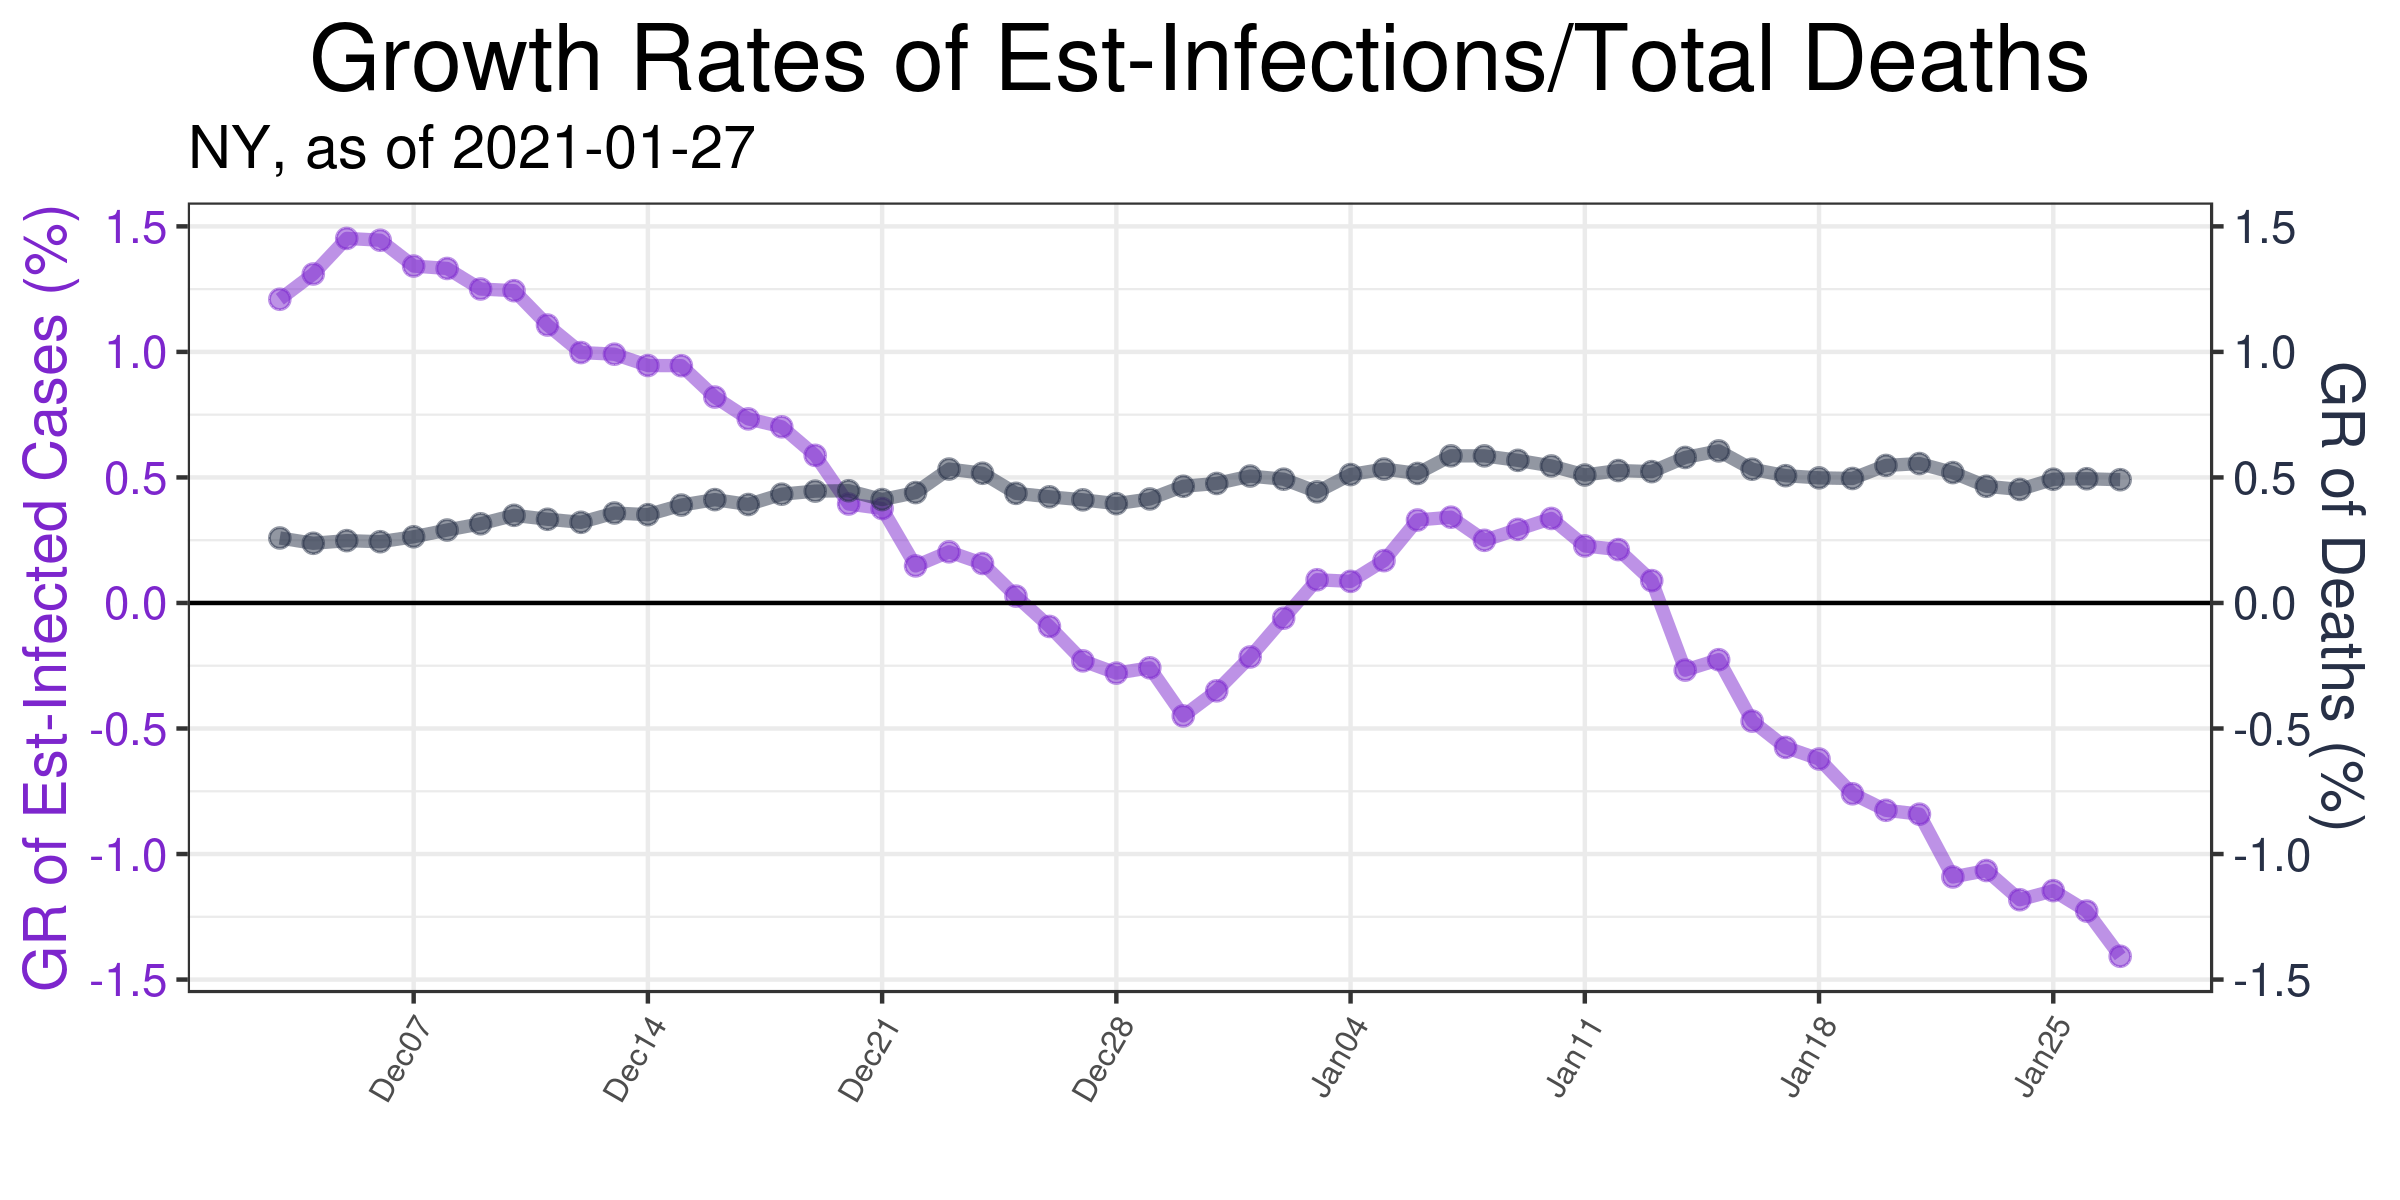 Growth Rates of Est-Infections/Total Deaths
NY, as of 2021-01-27
GR of Est-Infected Cases (%)
1.5
1.0
0.5
0.0
-0.5
-1.0
-1.5
1.5
1.0
0.5
0.0
-0.5
-1.0
-1.5
GR of Deaths (%)
Dec07 Dec14 Dec21 Dec28 Jan04 Jan11 Jan18 Jan25